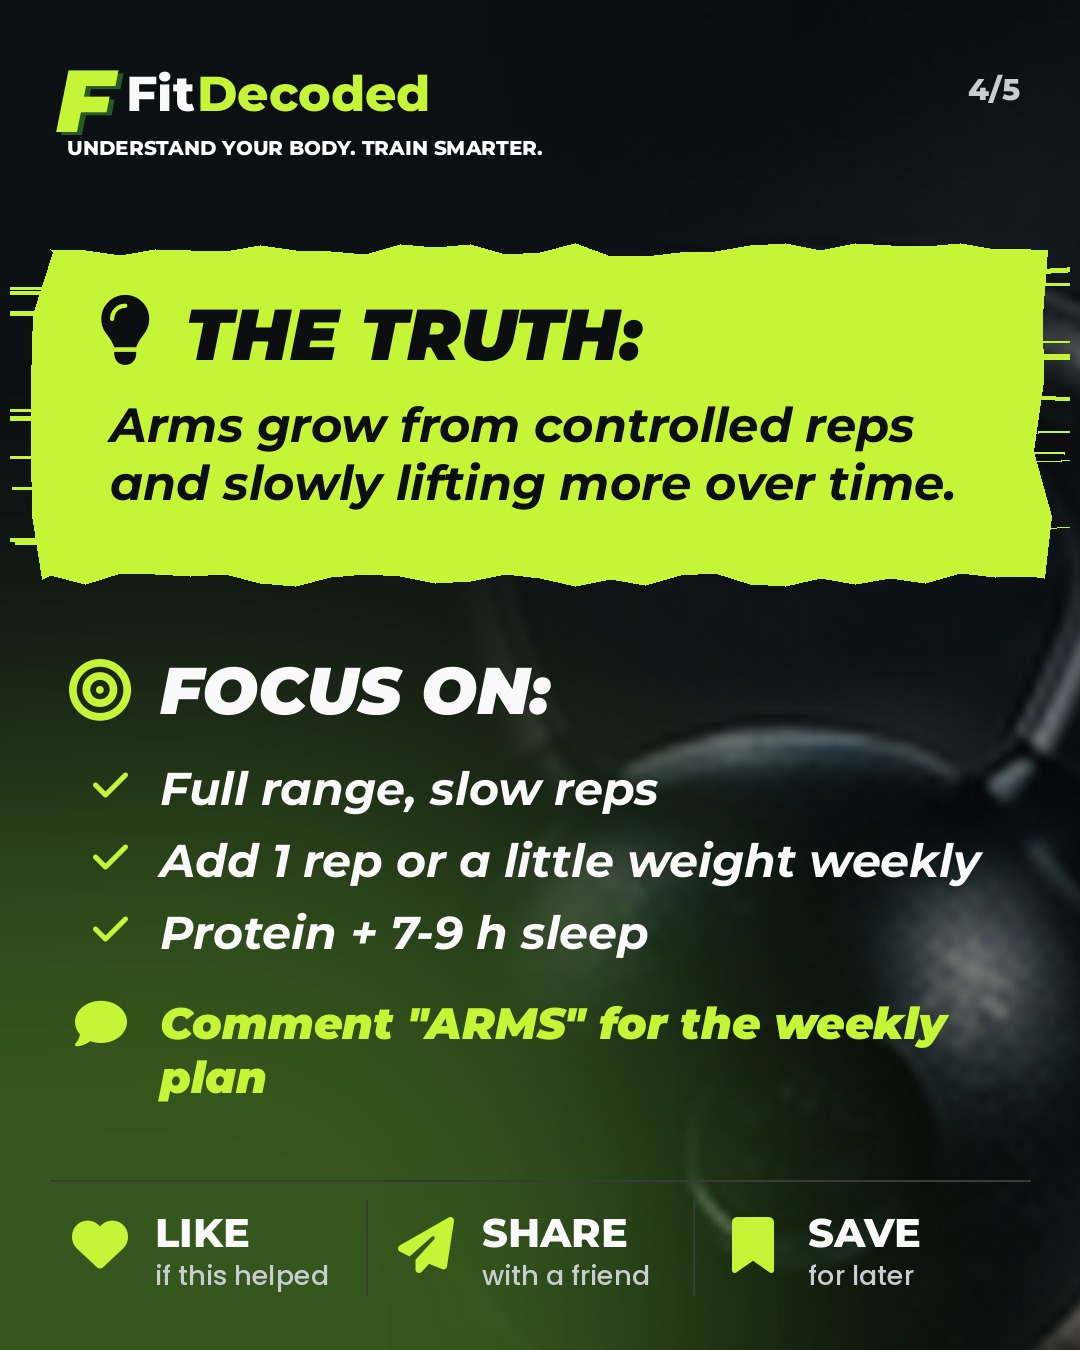 FitDecoded
UNDERSTAND YOUR BODY. TRAIN SMARTER.
4/5
THE TRUTH:
Arms grow from controlled reps
and slowly lifting more over time.
FOCUS ON:
Full range, slow reps
Add 1 rep or a little weight weekly
Protein + 7-9 h sleep
Comment "ARMS" for the weekly
plan
LIKE
if this helped
SHARE
with a friend
SAVE
for later